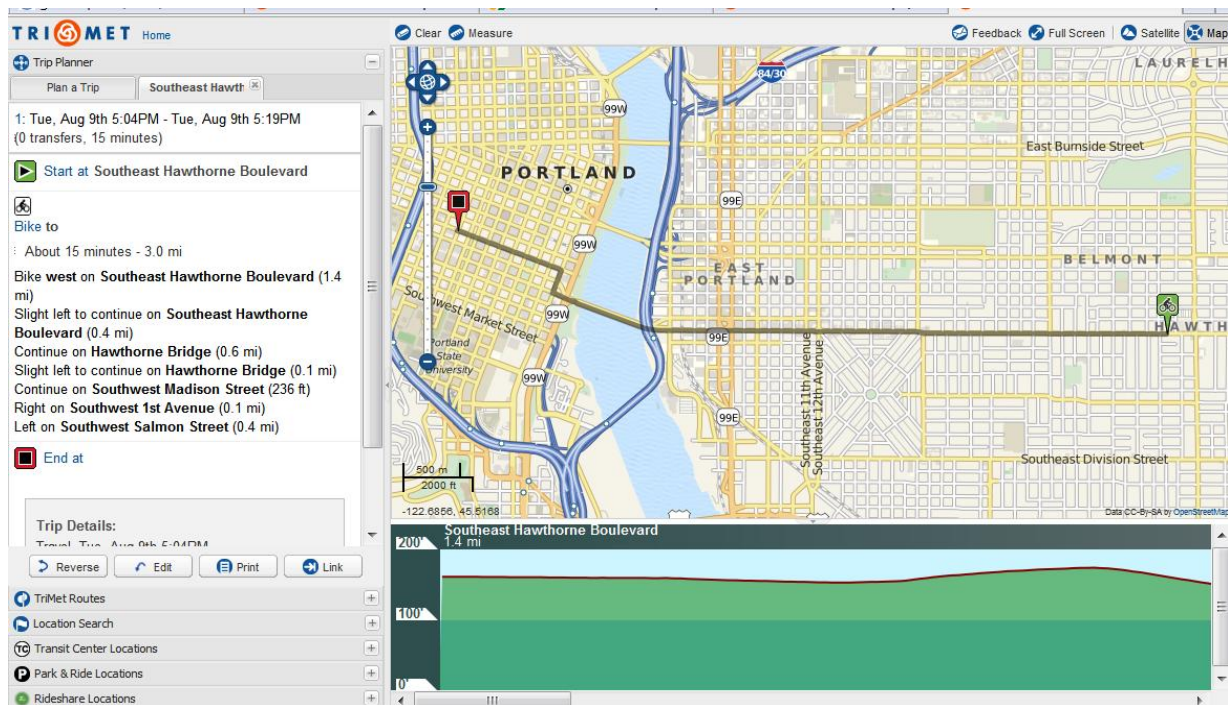 TRIMET Home
Trip Planner
Plan a Trip
Southeast Hawth
1: Tue, Aug 9th 5:04PM - Tue, Aug 9th 5:19PM
(0 transfers, 15 minutes)
Start at Southeast Hawthorne Boulevard
Bike to
About 15 minutes - 3.0 mi
Bike west on Southeast Hawthorne Boulevard (1.4
mi)
Slight left to continue on Southeast Hawthorne
Boulevard (0.4 mi)
Continue on Hawthorne Bridge (0.6 mi)
Slight left to continue on Hawthorne Bridge (0.1 mi)
Continue on Southwest Madison Street (236 ft)
Right on Southwest 1st Avenue (0.1 mi)
Left on Southwest Salmon Street (0.4 mi)
End at
Trip Details:
Travel Tue, Aug 9th 5:04PM
Reverse
Edit
Print
Link
TriMet Routes
Location Search
TC Transit Center Locations
P Park & Ride Locations
Rideshare Locations
Clear
Measure
Feedback
Full Screen
Satellite
Map
84/30
LAURELH
99W
East Burnside Street
PORTLAND
99E
99W
BELMONT
EAST
PORTLAND
Southwest Market Street
99W
HAWTH
99E
Portland
State
University
99W
99E
Southeast 11th Avenue
Southeast 12th Avenue
Southeast Division Street
500 m
2000 ft
-122.6856, 45.5168
Data CC-By-SA by OpenStreetMap
Southeast Hawthorne Boulevard
1.4 mi
200'
100'
0'